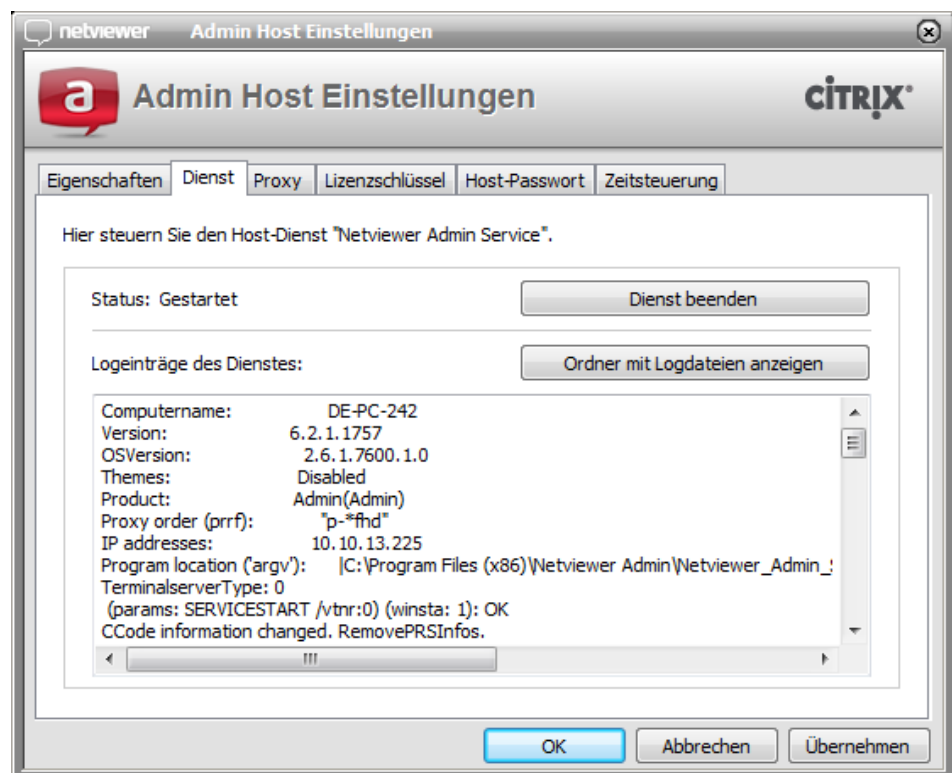 netviewer Admin Host Einstellungen
a Admin Host Einstellungen CITRIX
Eigenschaften Dienst Proxy Lizenzschlüssel Host-Passwort Zeitsteuerung
Hier steuern Sie den Host-Dienst "Netviewer Admin Service".
Status: Gestartet Dienst beenden
Logeinträge des Dienstes: Ordner mit Logdateien anzeigen
Computername: DE-PC-242
Version: 6.2.1.1757
OSVersion: 2.6.1.7600.1.0
Themes: Disabled
Product: Admin(Admin)
Proxy order (prrf): "p-*fhd"
IP addresses: 10.10.13.225
Program location ('argv'): |C:\Program Files (x86)\Netviewer Admin\Netviewer_Admin_
TerminalserverType: 0
(params: SERVICESTART /vtnr:0) (winsta: 1): OK
CCode information changed. RemovePRSInfos.
OK Abbrechen Übernehmen